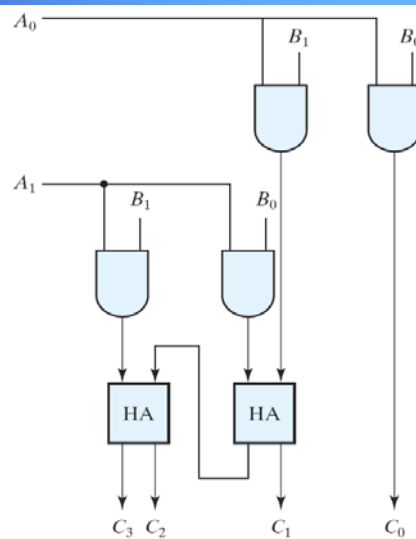 A₀
B₁ B₀
A₁
B₁ B₀
HA HA
C₃ C₂ C₁ C₀